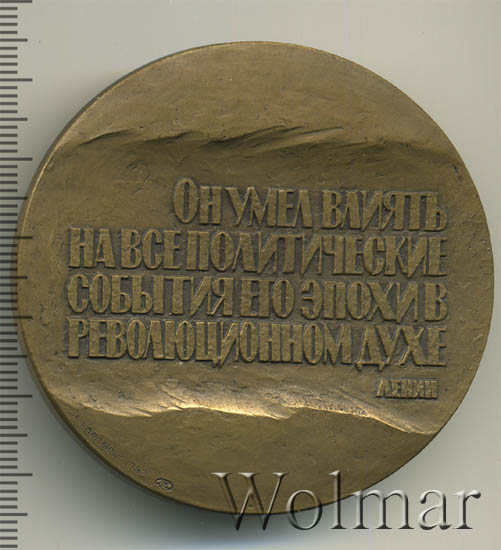 Он умел влиять
на все политические
события его эпохи в
революционном духе
Ленин
Wolmar